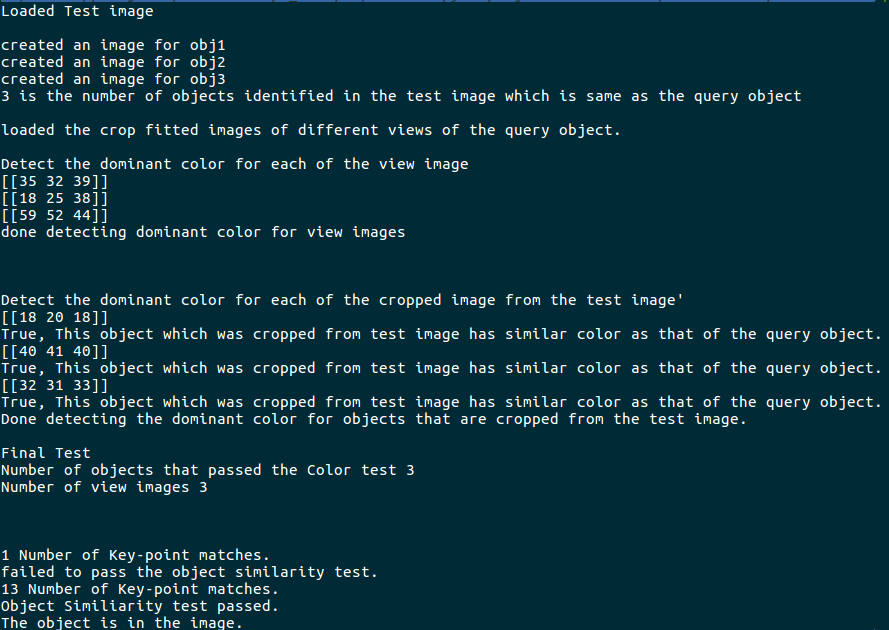 Loaded Test image
created an image for obj1
created an image for obj2
created an image for obj3
3 is the number of objects identified in the test image which is same as the query object
loaded the crop fitted images of different views of the query object.
Detect the dominant color for each of the view image
[[35 32 39]]
[[18 25 38]]
[[59 52 44]]
done detecting dominant color for view images
Detect the dominant color for each of the cropped image from the test image'
[[18 20 18]]
True, This object which was cropped from test image has similar color as that of the query object.
[[40 41 40]]
True, This object which was cropped from test image has similar color as that of the query object.
[[32 31 33]]
True, This object which was cropped from test image has similar color as that of the query object.
Done detecting the dominant color for objects that are cropped from the test image.
Final Test
Number of objects that passed the Color test 3
Number of view images 3
1 Number of Key-point matches.
failed to pass the object similarity test.
13 Number of Key-point matches.
Object Similiarity test passed.
The object is in the image.